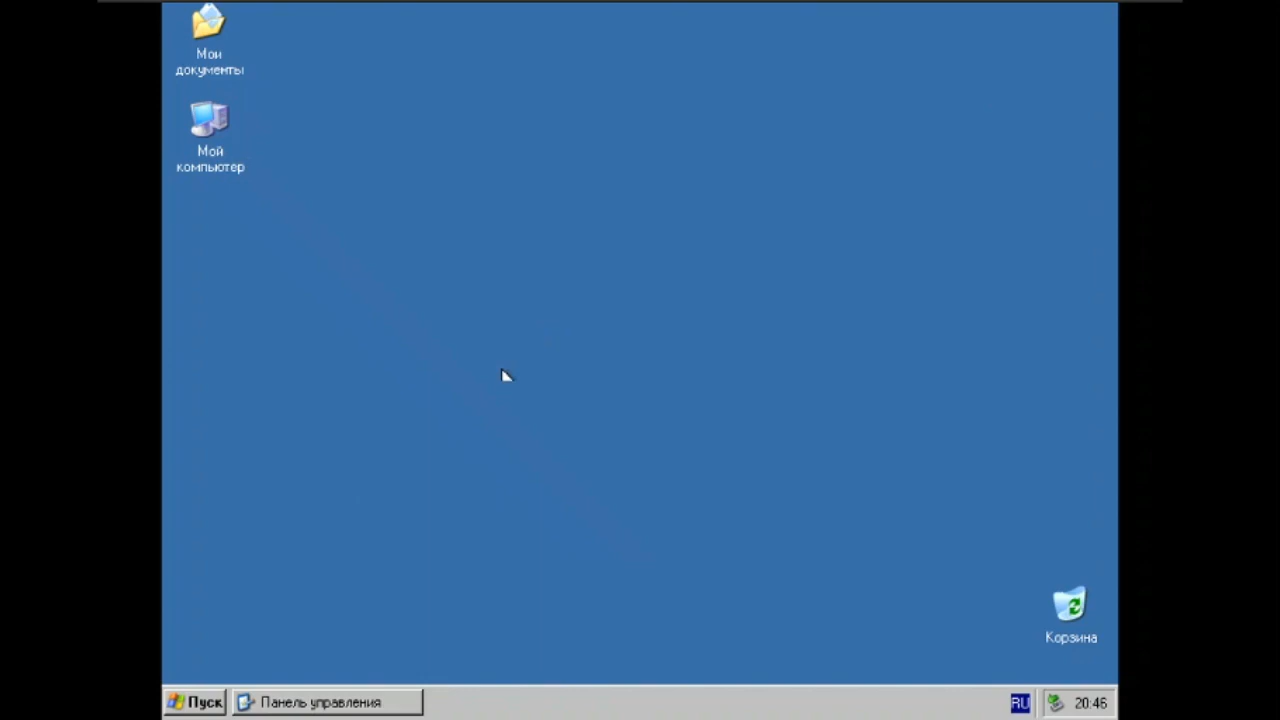 Мои
документы
Мой
компьютер
Корзина
Пуск
Панель управления
RU
20:46